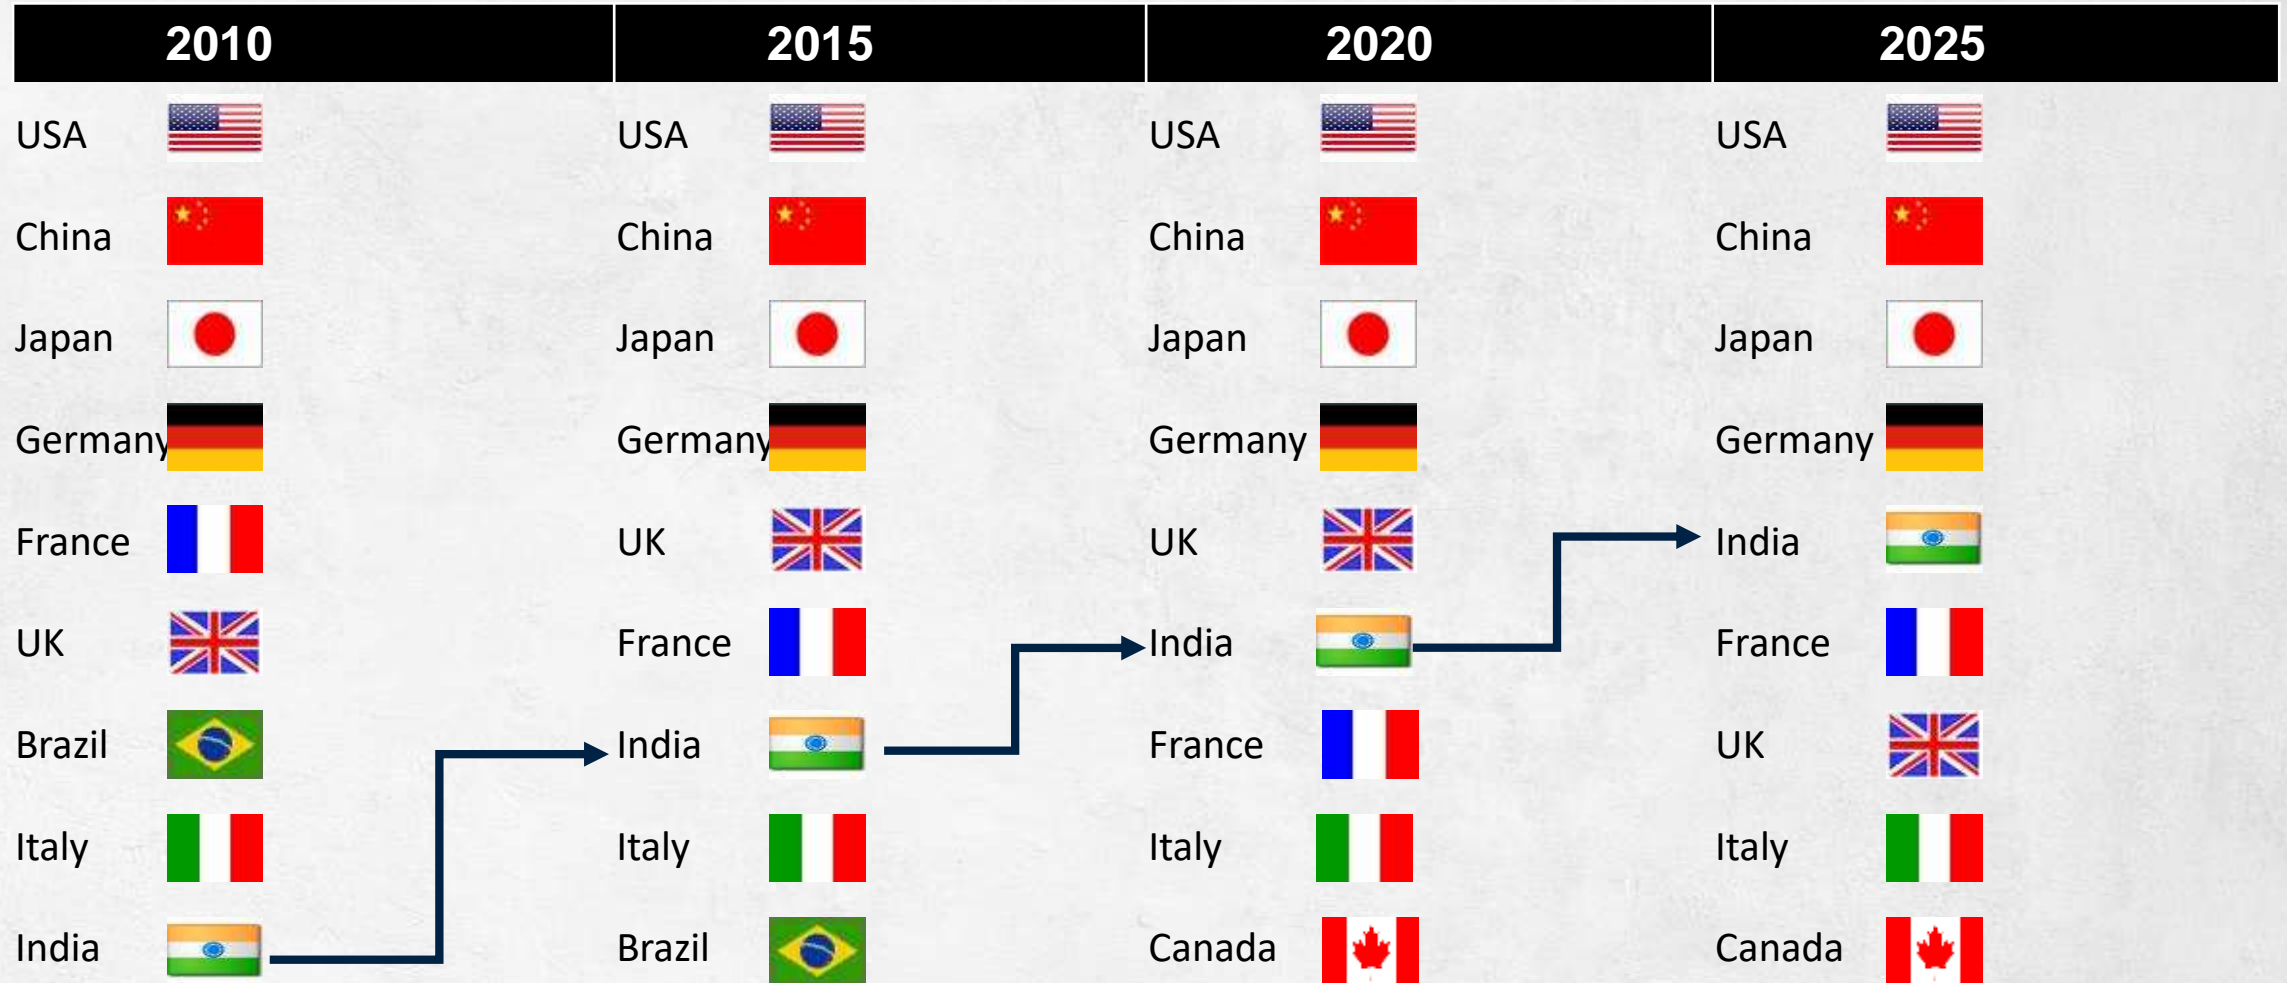 2010 2015 2020 2025
USA USA USA USA
China China China China
Japan Japan Japan Japan
Germany Germany Germany Germany
France UK UK India
UK France India France
Brazil India France UK
Italy Italy Italy Italy
India Brazil Canada Canada